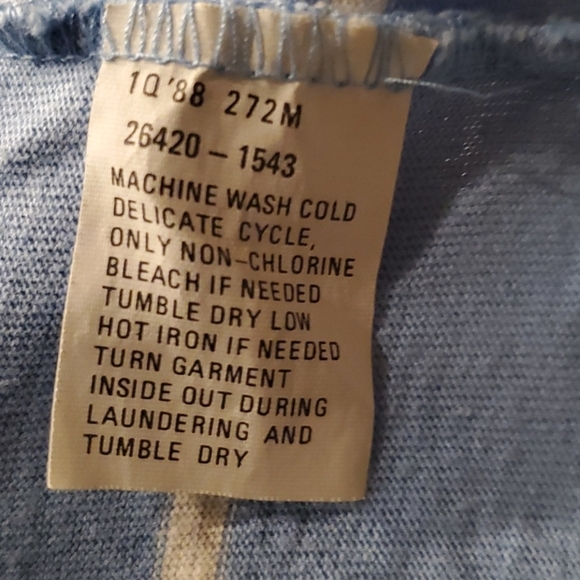 1Q'88 272M
26420-1543
MACHINE WASH COLD
DELICATE CYCLE,
ONLY NON-CHLORINE
BLEACH IF NEEDED
TUMBLE DRY LOW
HOT IRON IF NEEDED
TURN GARMENT
INSIDE OUT DURING
LAUNDERING AND
TUMBLE DRY